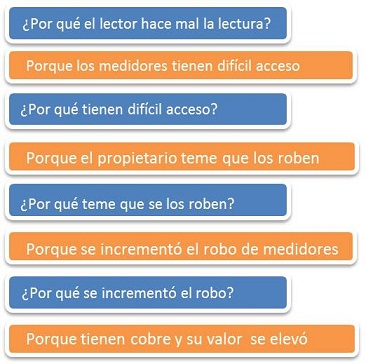 ¿Por qué el lector hace mal la lectura?
Porque los medidores tienen difícil acceso
¿Por qué tienen difícil acceso?
Porque el propietario teme que los roben
¿Por qué teme que se los roben?
Porque se incrementó el robo de medidores
¿Por qué se incrementó el robo?
Porque tienen cobre y su valor se elevó